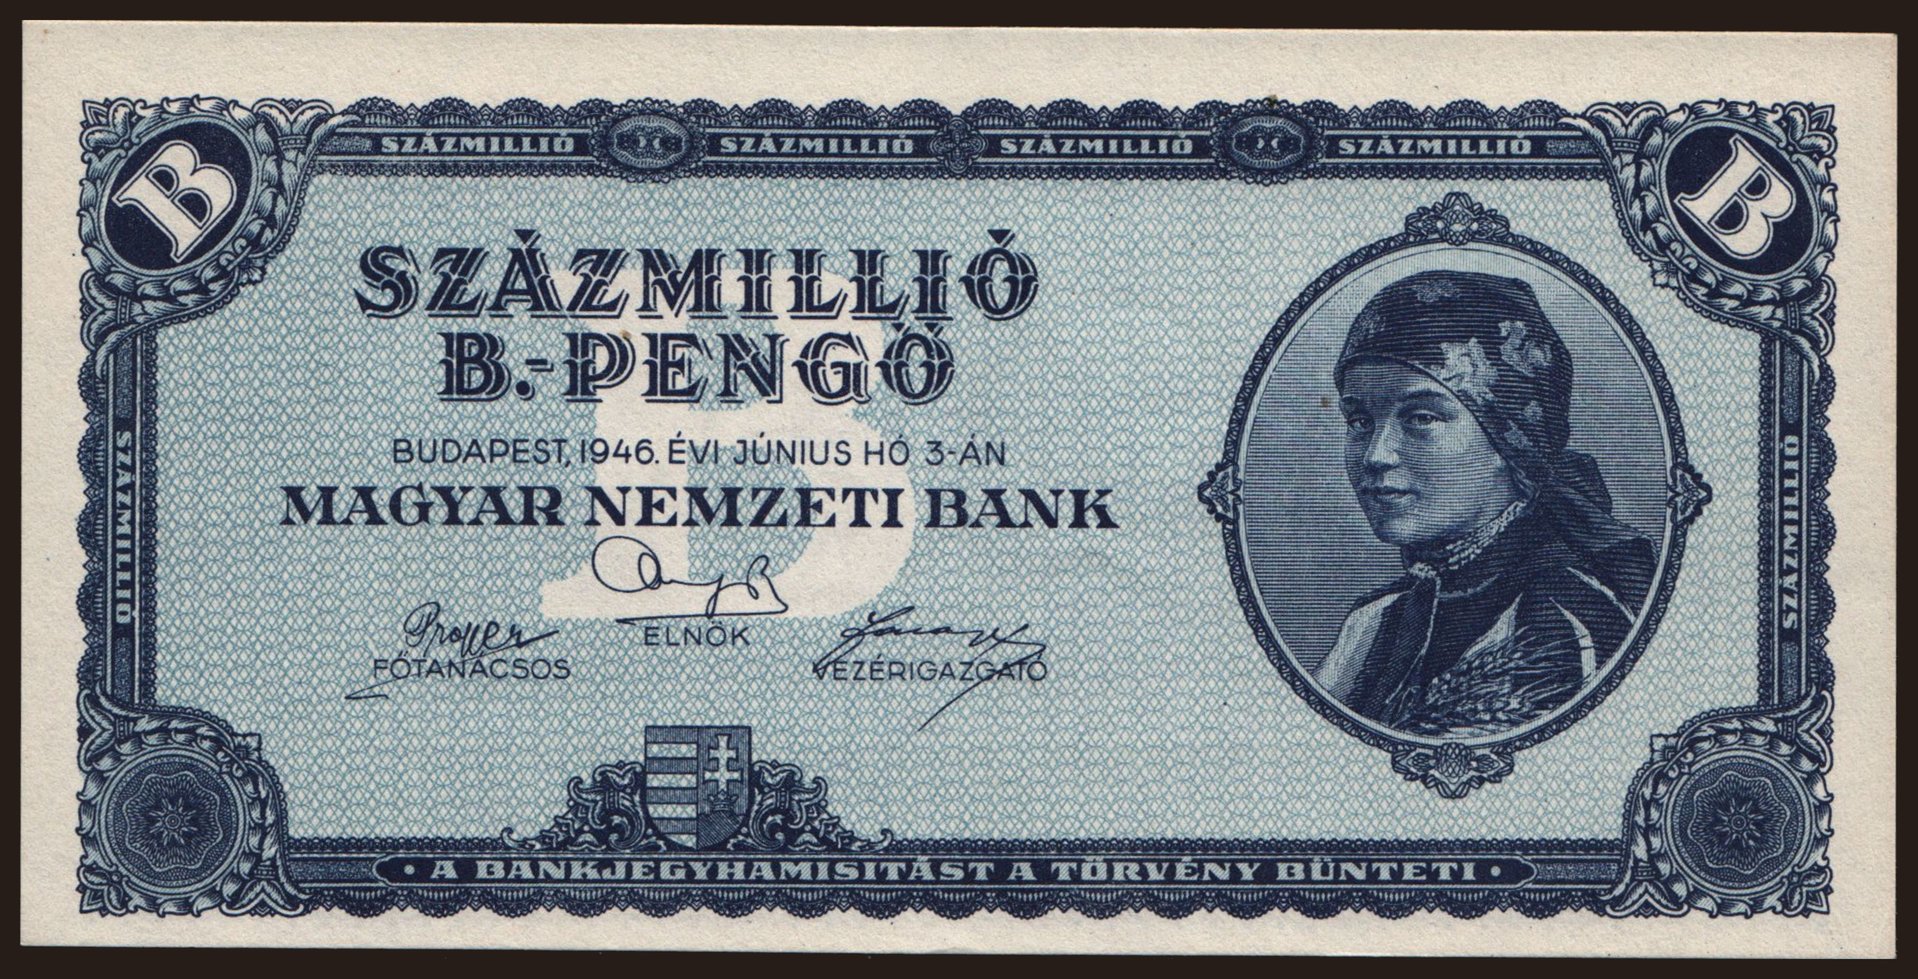 SZÁZMILLIÓ SZÁZMILLIÓ SZÁZMILLIÓ SZÁZMILLIÓ
B B
SZÁZMILLIÓ
B.-PENGŐ
BUDAPEST, 1946. ÉVI JÚNIUS HÓ 3-ÁN
MAGYAR NEMZETI BANK
B
ELNÖK
FŐTANÁCSOS VEZÉRIGAZGATÓ
SZÁZMILLIÓ
SZÁZMILLIÓ
· A BANKJEGYHAMISITÁST A TÖRVÉNY BÜNTETI ·